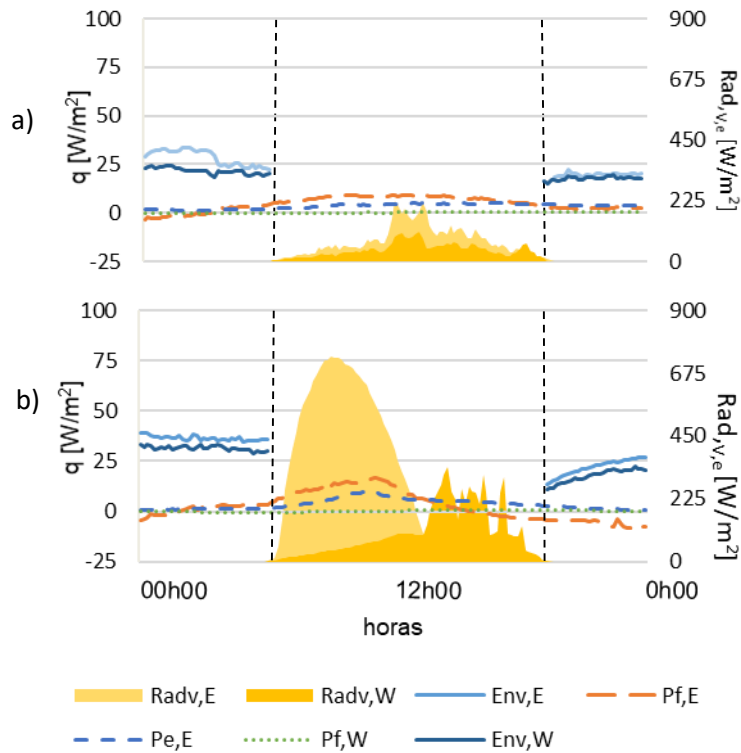 a)
100
75
50
25
0
-25
q [W/m²]
900
675
450
225
0
Rad,v,e [W/m²]
b)
100
75
50
25
0
-25
q [W/m²]
900
675
450
225
0
Rad,v,e [W/m²]
00h00 12h00 0h00
horas
Radv,E Radv,W Env,E Pf,E
Pe,E Pf,W Env,W